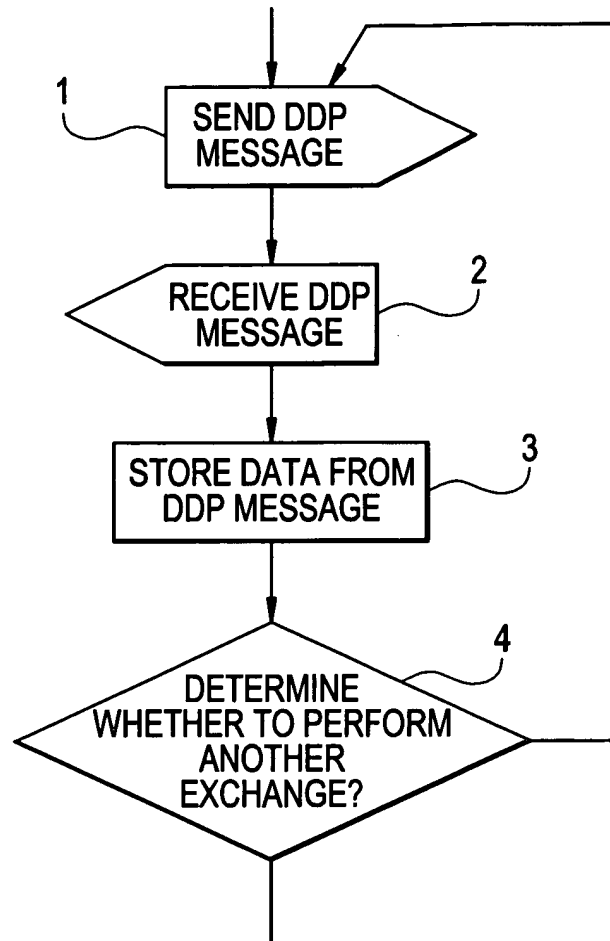 1
SEND DDP
MESSAGE
2
RECEIVE DDP
MESSAGE
3
STORE DATA FROM
DDP MESSAGE
4
DETERMINE
WHETHER TO PERFORM
ANOTHER
EXCHANGE?